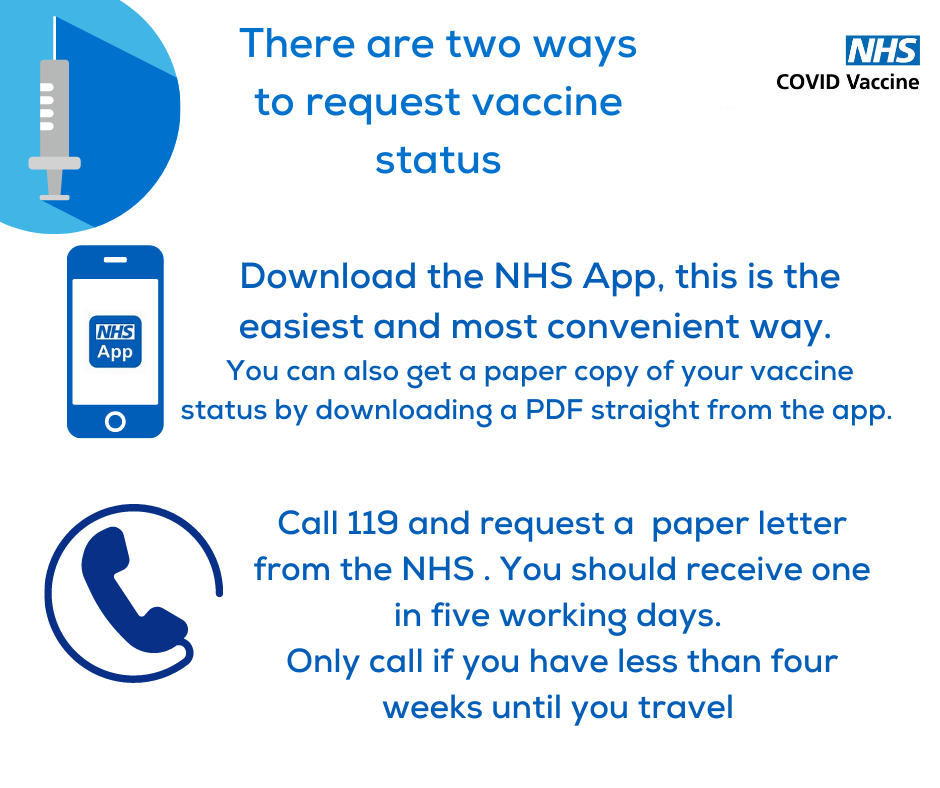 There are two ways
to request vaccine
status
NHS
COVID Vaccine
Download the NHS App, this is the
easiest and most convenient way.
You can also get a paper copy of your vaccine
status by downloading a PDF straight from the app.
NHS
App
Call 119 and request a  paper letter
from the NHS . You should receive one
in five working days.
Only call if you have less than four
weeks until you travel